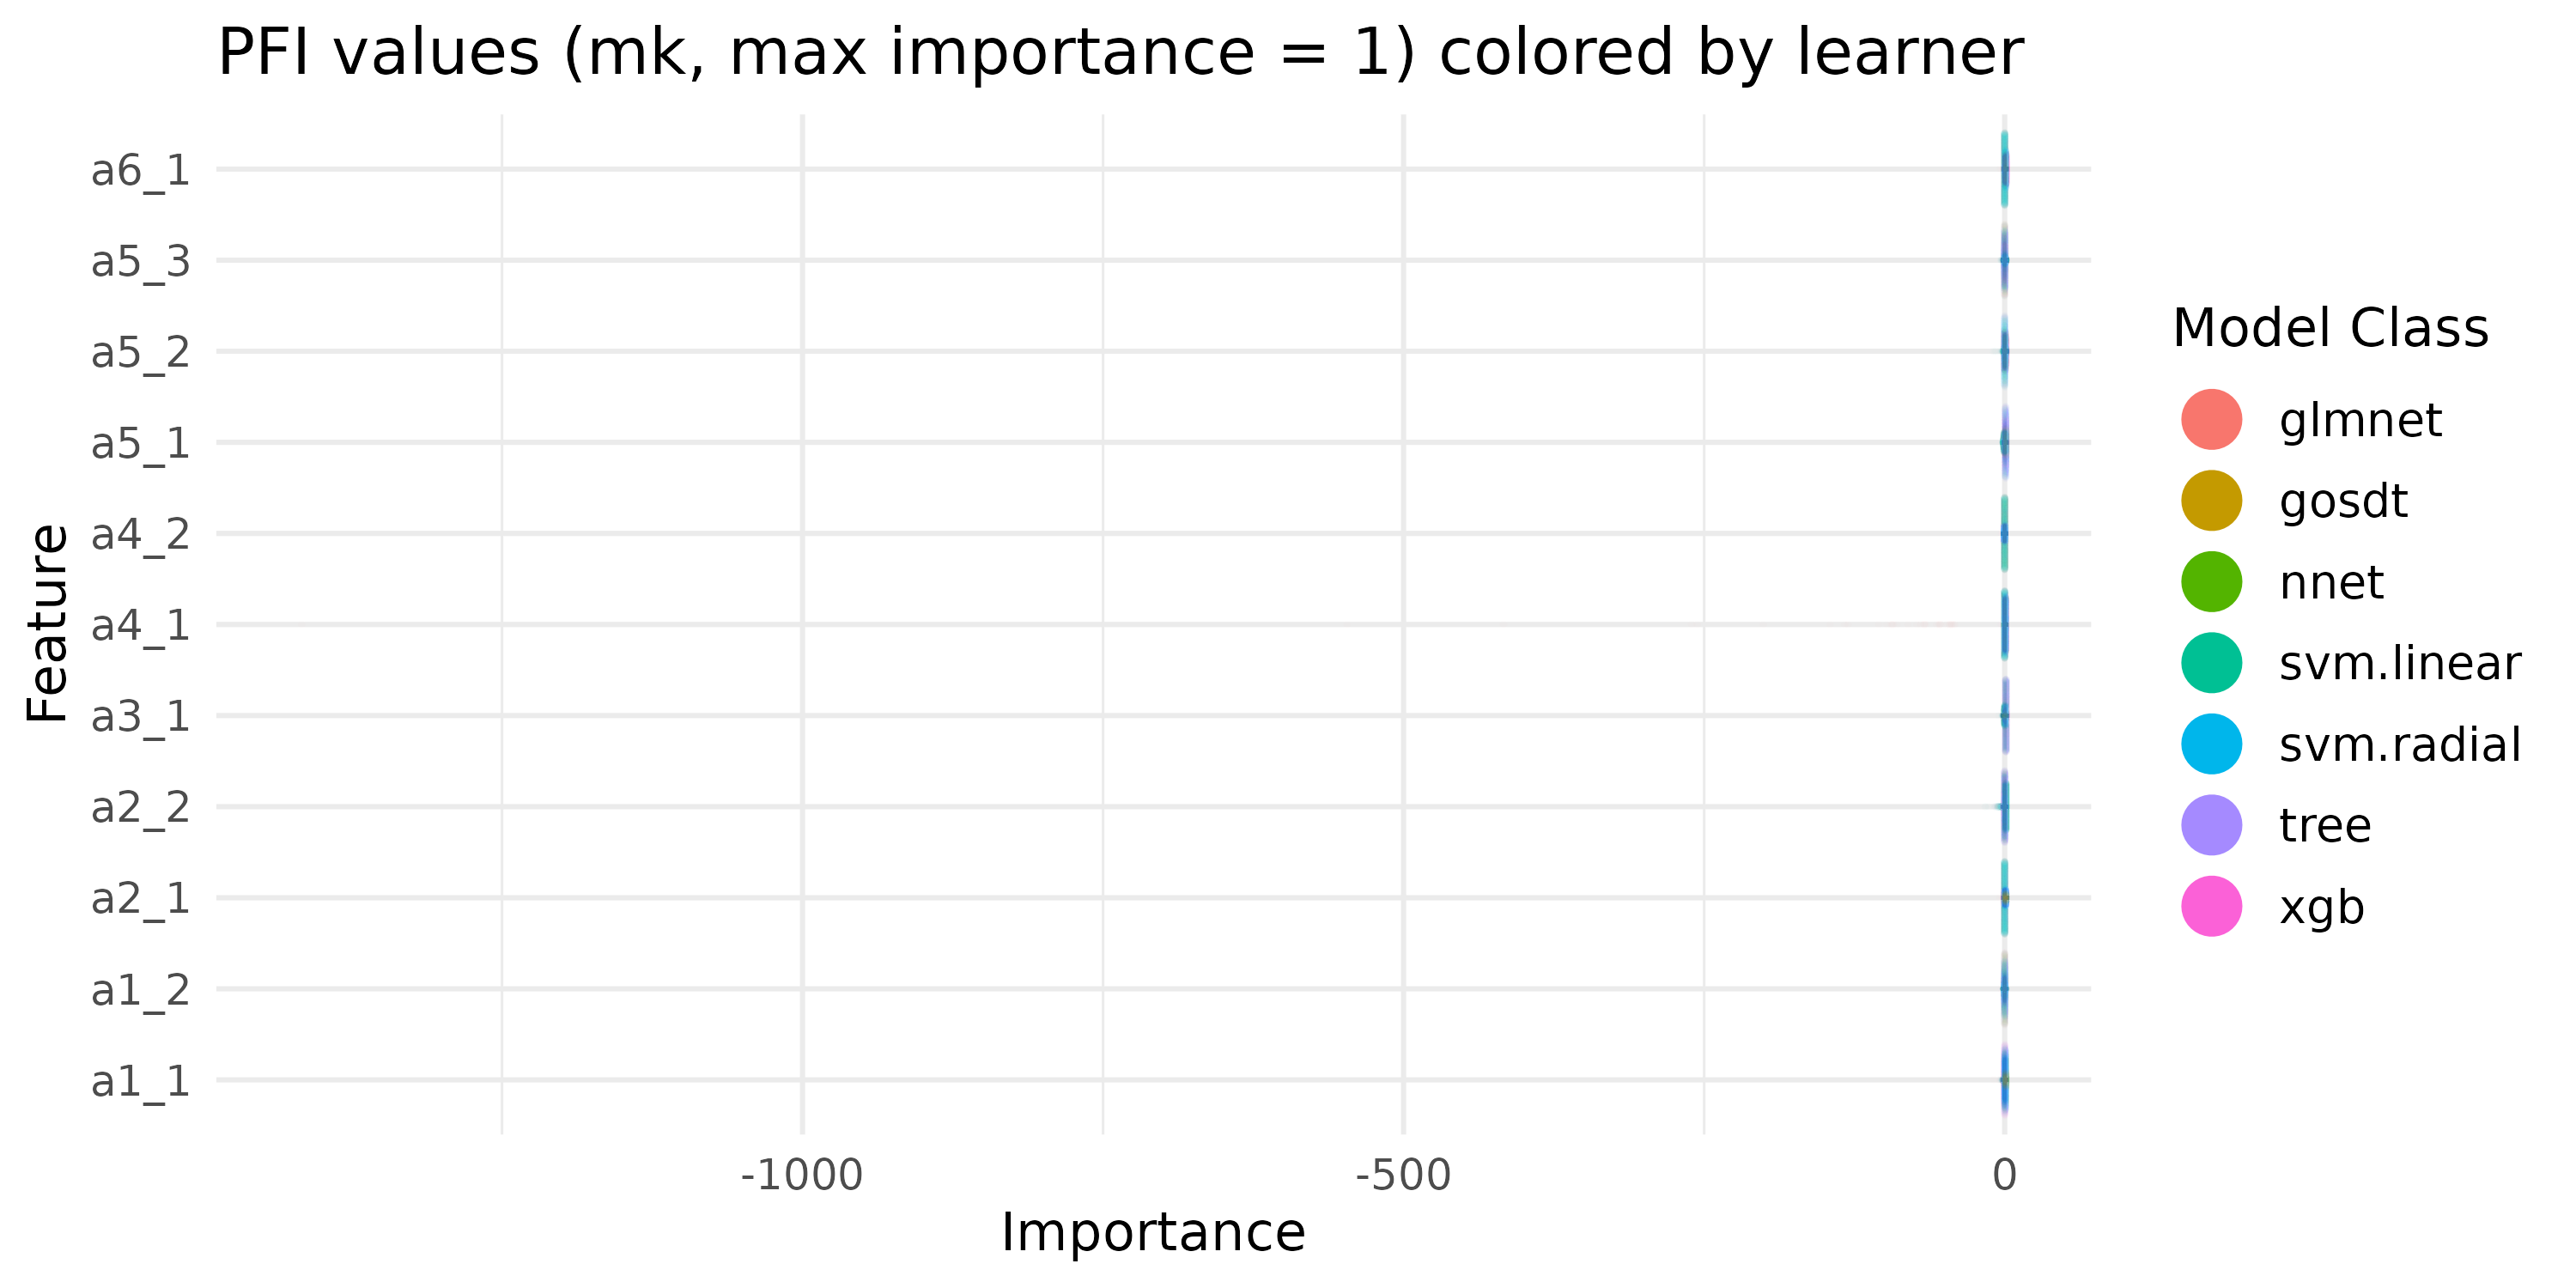 PFI values (mk, max importance = 1) colored by learner
Feature
a6_1
a5_3
a5_2
a5_1
a4_2
a4_1
a3_1
a2_2
a2_1
a1_2
a1_1
-1000
-500
0
Importance
Model Class
glmnet
gosdt
nnet
svm.linear
svm.radial
tree
xgb